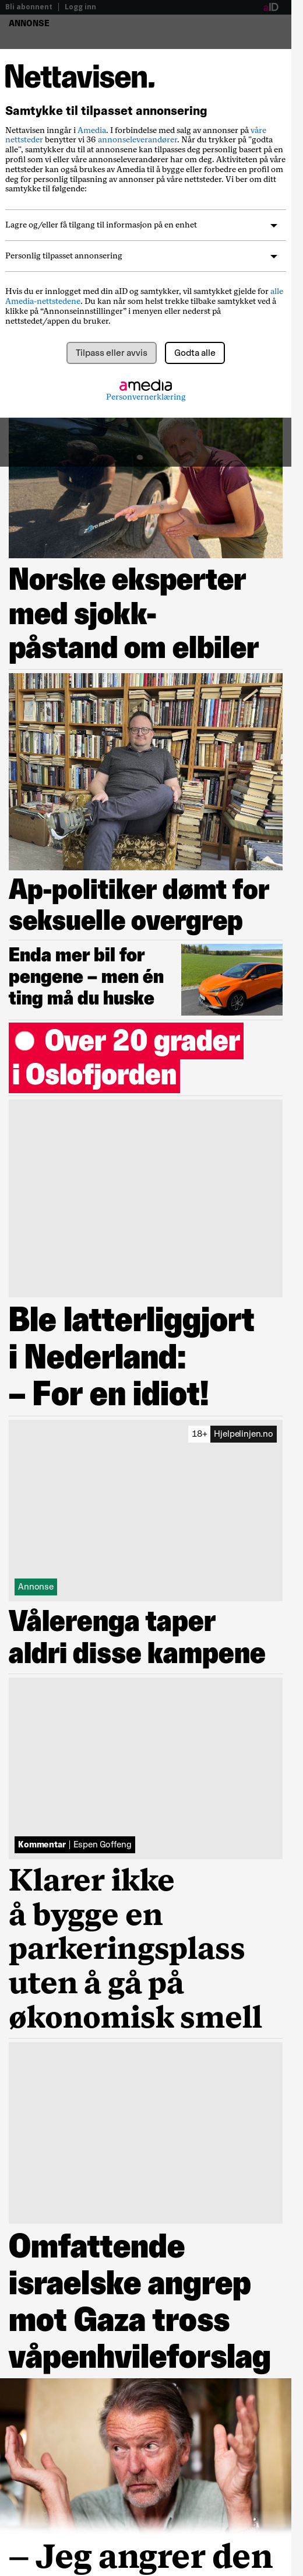 Bli abonnent | Logg inn
aID
ANNONSE
Nettavisen.
Samtykke til tilpasset annonsering
Nettavisen inngår i Amedia. I forbindelse med salg av annonser på våre
nettsteder benytter vi 36 annonseleverandører. Når du trykker på "godta
alle", samtykker du til at annonsene kan tilpasses deg personlig basert på en
profil som vi eller våre annonseleverandører har om deg. Aktiviteten på våre
nettsteder kan også brukes av Amedia til å bygge eller forbedre en profil om
deg for personlig tilpasning av annonser på våre nettsteder. Vi ber om ditt
samtykke til følgende:
Lagre og/eller få tilgang til informasjon på en enhet
Personlig tilpasset annonsering
Hvis du er innlogget med din aID og samtykker, vil samtykket gjelde for alle
Amedia-nettstedene. Du kan når som helst trekke tilbake samtykket ved å
klikke på “Annonseinnstillinger” i menyen eller nederst på
nettstedet/appen du bruker.
Tilpass eller avvis
Godta alle
amedia
Personvernerklæring
Norske eksperter
med sjokk-
påstand om elbiler
Ap-politiker dømt for
seksuelle overgrep
Enda mer bil for
pengene – men én
ting må du huske
Over 20 grader
i Oslofjorden
Ble latterliggjort
i Nederland:
– For en idiot!
18+ Hjelpelinjen.no
Annonse
Vålerenga taper
aldri disse kampene
Kommentar | Espen Goffeng
Klarer ikke
å bygge en
parkeringsplass
uten å gå på
økonomisk smell
Omfattende
israelske angrep
mot Gaza tross
våpenhvileforslag
– Jeg angrer den